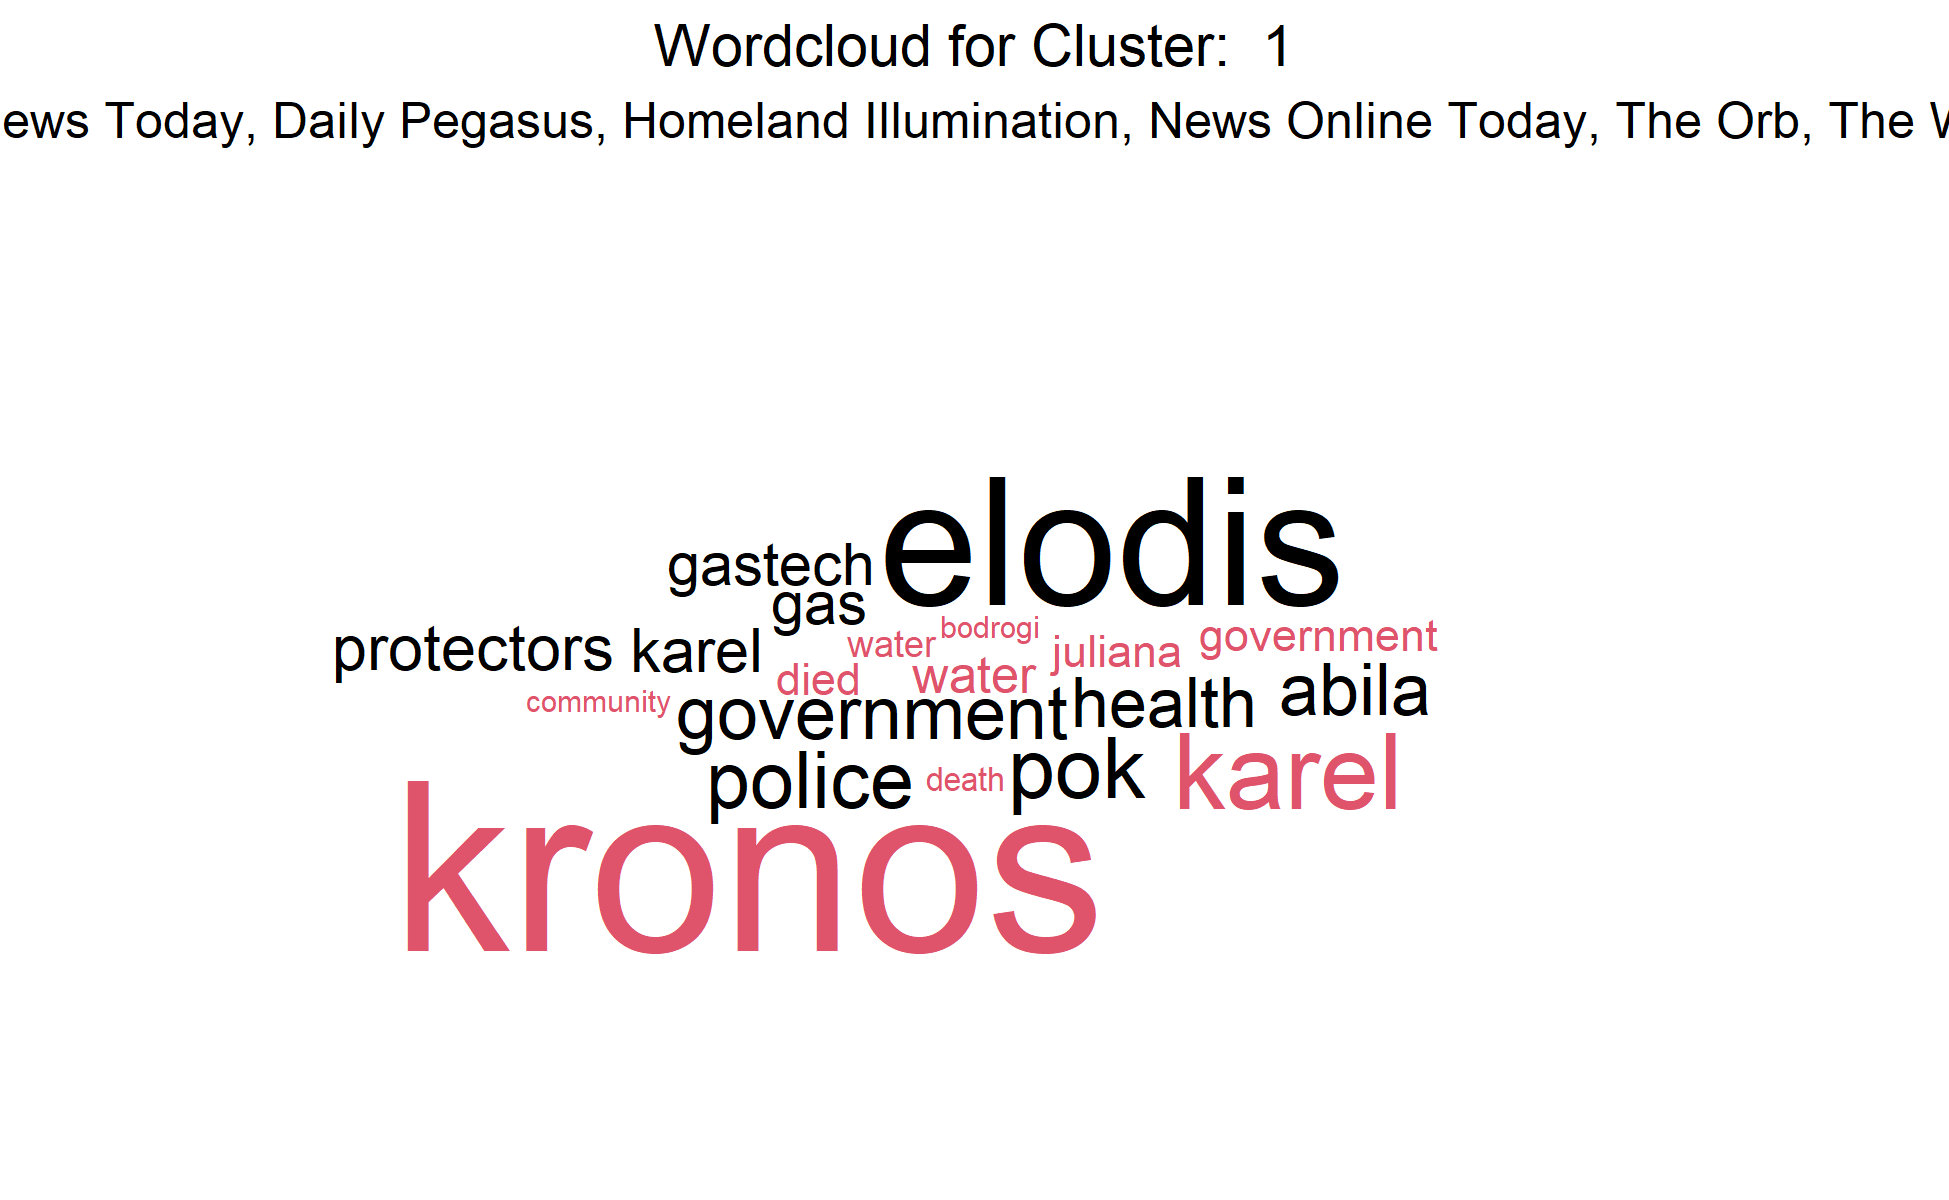 Wordcloud for Cluster: 1
ews Today, Daily Pegasus, Homeland Illumination, News Online Today, The Orb, The W
elodis
gastech
gas
protectors karel water bodrogi juliana government
community died water
government health abila
police death pok karel
kronos